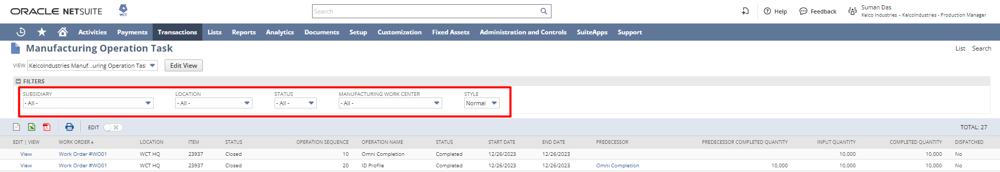 ORACLE NETSUITE WCT Search Help Feedback Suman Das
Kelco Industries - KelcoIndustries - Production Manager
Activities Payments Transactions Lists Reports Analytics Documents Setup Customization Fixed Assets Administration and Controls SuiteApps Support
Manufacturing Operation Task List Search
VIEW KelcoIndustries Manuf...uring Operation Tas Edit View
FILTERS
SUBSIDIARY LOCATION STATUS MANUFACTURING WORK CENTER STYLE
- All - - All - - All - - All - Normal
EDIT TOTAL: 27
EDIT | VIEW WORK ORDER LOCATION ITEM STATUS OPERATION SEQUENCE OPERATION NAME STATUS START DATE END DATE PREDECESSOR PREDECESSOR COMPLETED QUANTITY INPUT QUANTITY COMPLETED QUANTITY DISPATCHED
View Work Order #WO01 WCT HQ 23937 Closed 10 Omni Completion Completed 12/26/2023 12/26/2023 10,000 10,000 No
View Work Order #WO01 WCT HQ 23937 Closed 20 ID Profile Completed 12/26/2023 12/26/2023 Omni Completion 10,000 10,000 10,000 No